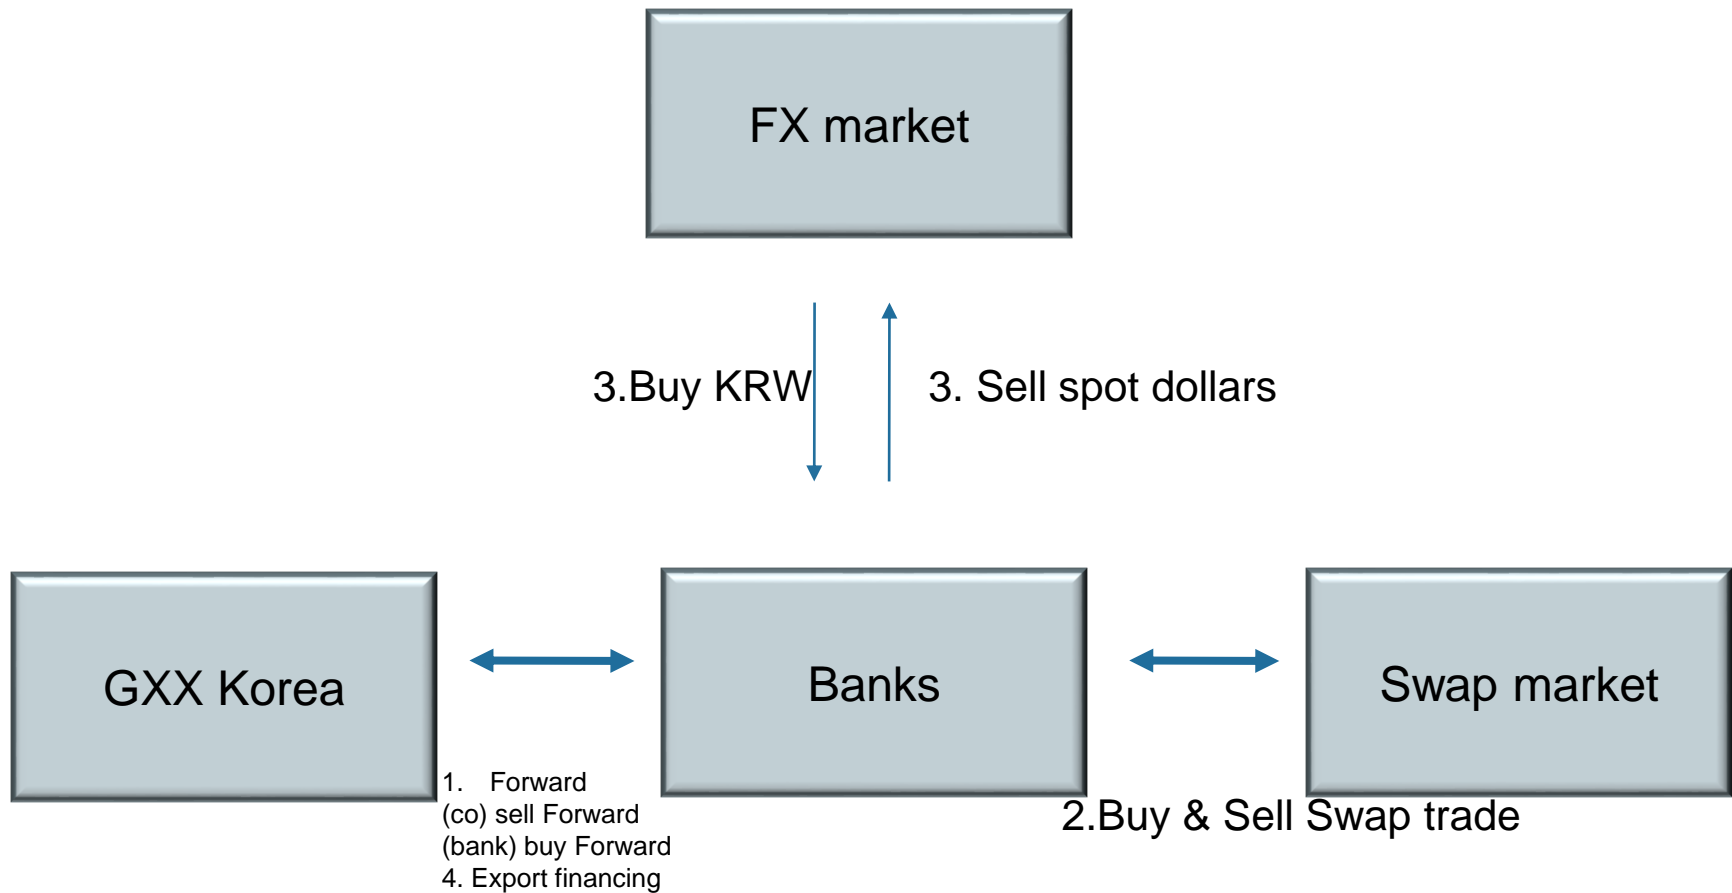 FX market
3.Buy KRW
3. Sell spot dollars
GXX Korea
Banks
Swap market
1. Forward
(co) sell Forward
(bank) buy Forward
4. Export financing
2.Buy & Sell Swap trade